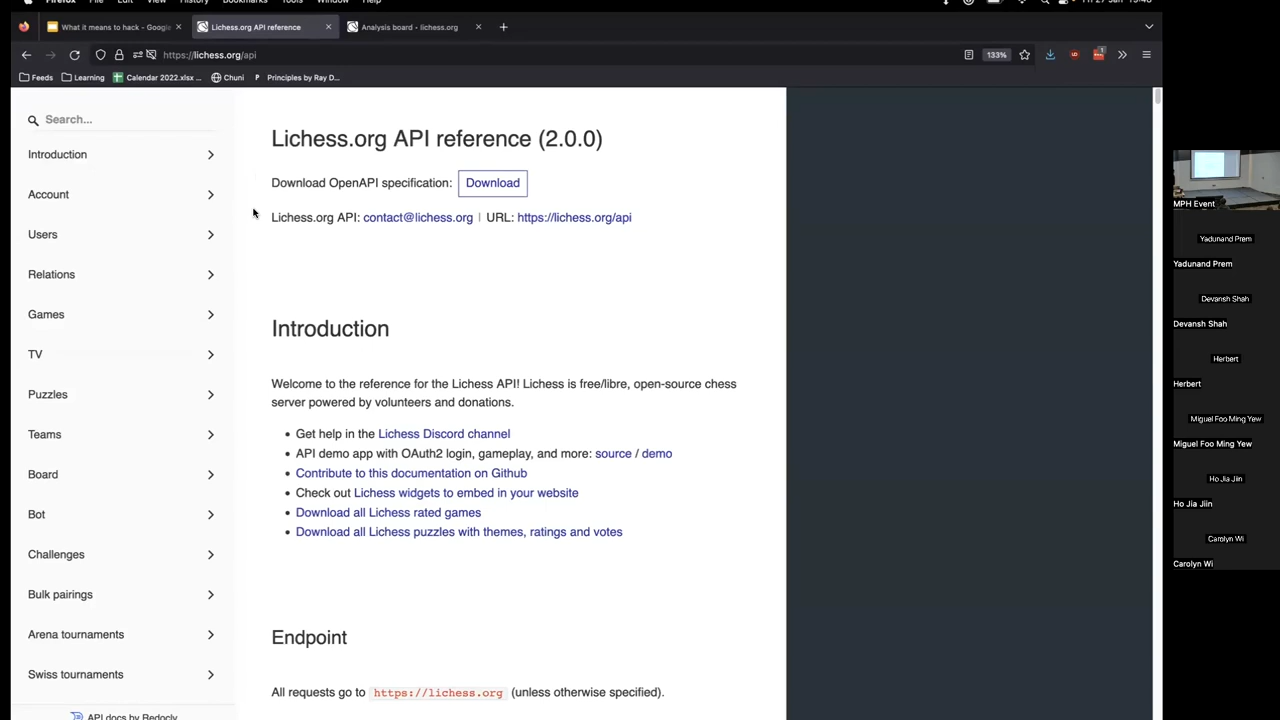 Firefox File Edit View History Bookmarks Tools Window Help
What it means to hack - Google
Lichess.org API reference
Analysis board - lichess.org
https://lichess.org/api
133%
Feeds
Learning
Calendar 2022.xlsx ...
Chuni
Principles by Ray D...
Search...
Introduction
Account
Users
Relations
Games
TV
Puzzles
Teams
Board
Bot
Challenges
Bulk pairings
Arena tournaments
Swiss tournaments
API docs by Redocly
Lichess.org API reference (2.0.0)
Download OpenAPI specification: Download
Lichess.org API: contact@lichess.org | URL: https://lichess.org/api
Introduction
Welcome to the reference for the Lichess API! Lichess is free/libre, open-source chess
server powered by volunteers and donations.
• Get help in the Lichess Discord channel
• API demo app with OAuth2 login, gameplay, and more: source / demo
• Contribute to this documentation on Github
• Check out Lichess widgets to embed in your website
• Download all Lichess rated games
• Download all Lichess puzzles with themes, ratings and votes
Endpoint
All requests go to https://lichess.org (unless otherwise specified).
MPH Event
Yadunand Prem
Yadunand Prem
Devansh Shah
Devansh Shah
Herbert
Herbert
Miguel Foo Ming Yew
Miguel Foo Ming Yew
Ho Jia Jiin
Ho Jia Jiin
Carolyn Wi
Carolyn Wi